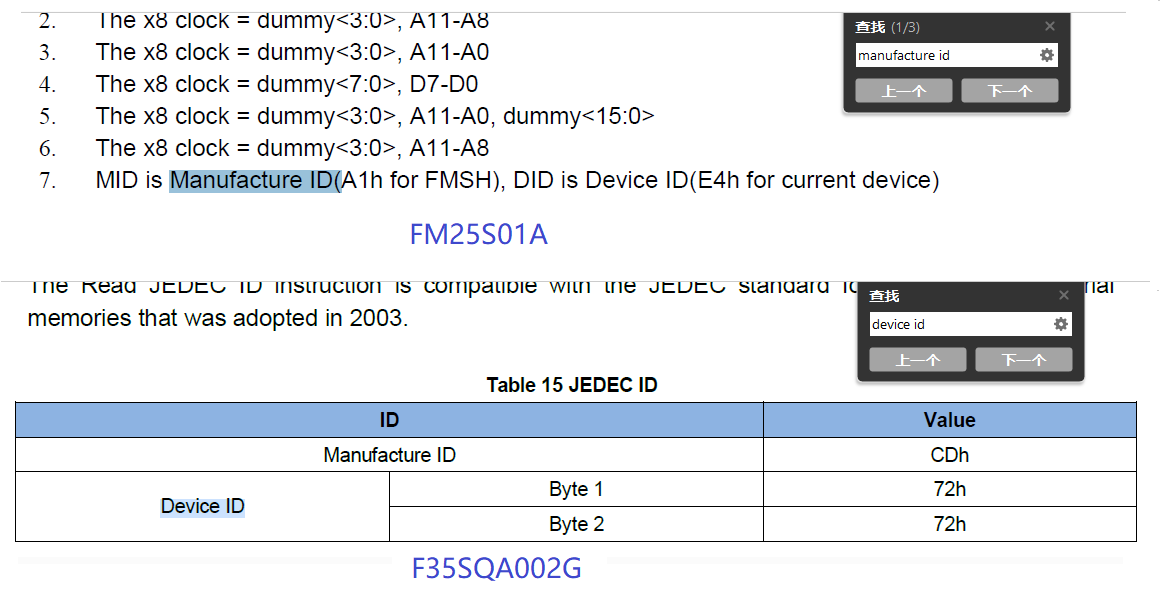 2. The x8 clock = dummy<3:0>, A11-A8
查找 (1/3)
3. The x8 clock = dummy<3:0>, A11-A0
manufacture id
4. The x8 clock = dummy<7:0>, D7-D0
上一个 下一个
5. The x8 clock = dummy<3:0>, A11-A0, dummy<15:0>
6. The x8 clock = dummy<3:0>, A11-A8
7. MID is Manufacture ID(A1h for FMSH), DID is Device ID(E4h for current device)
FM25S01A
The Read JEDEC ID instruction is compatible with the JEDEC standard
查找
memories that was adopted in 2003.
device id
上一个 下一个
Table 15 JEDEC ID
ID Value
Manufacture ID CDh
Device ID Byte 1 72h
Byte 2 72h
F35SQA002G